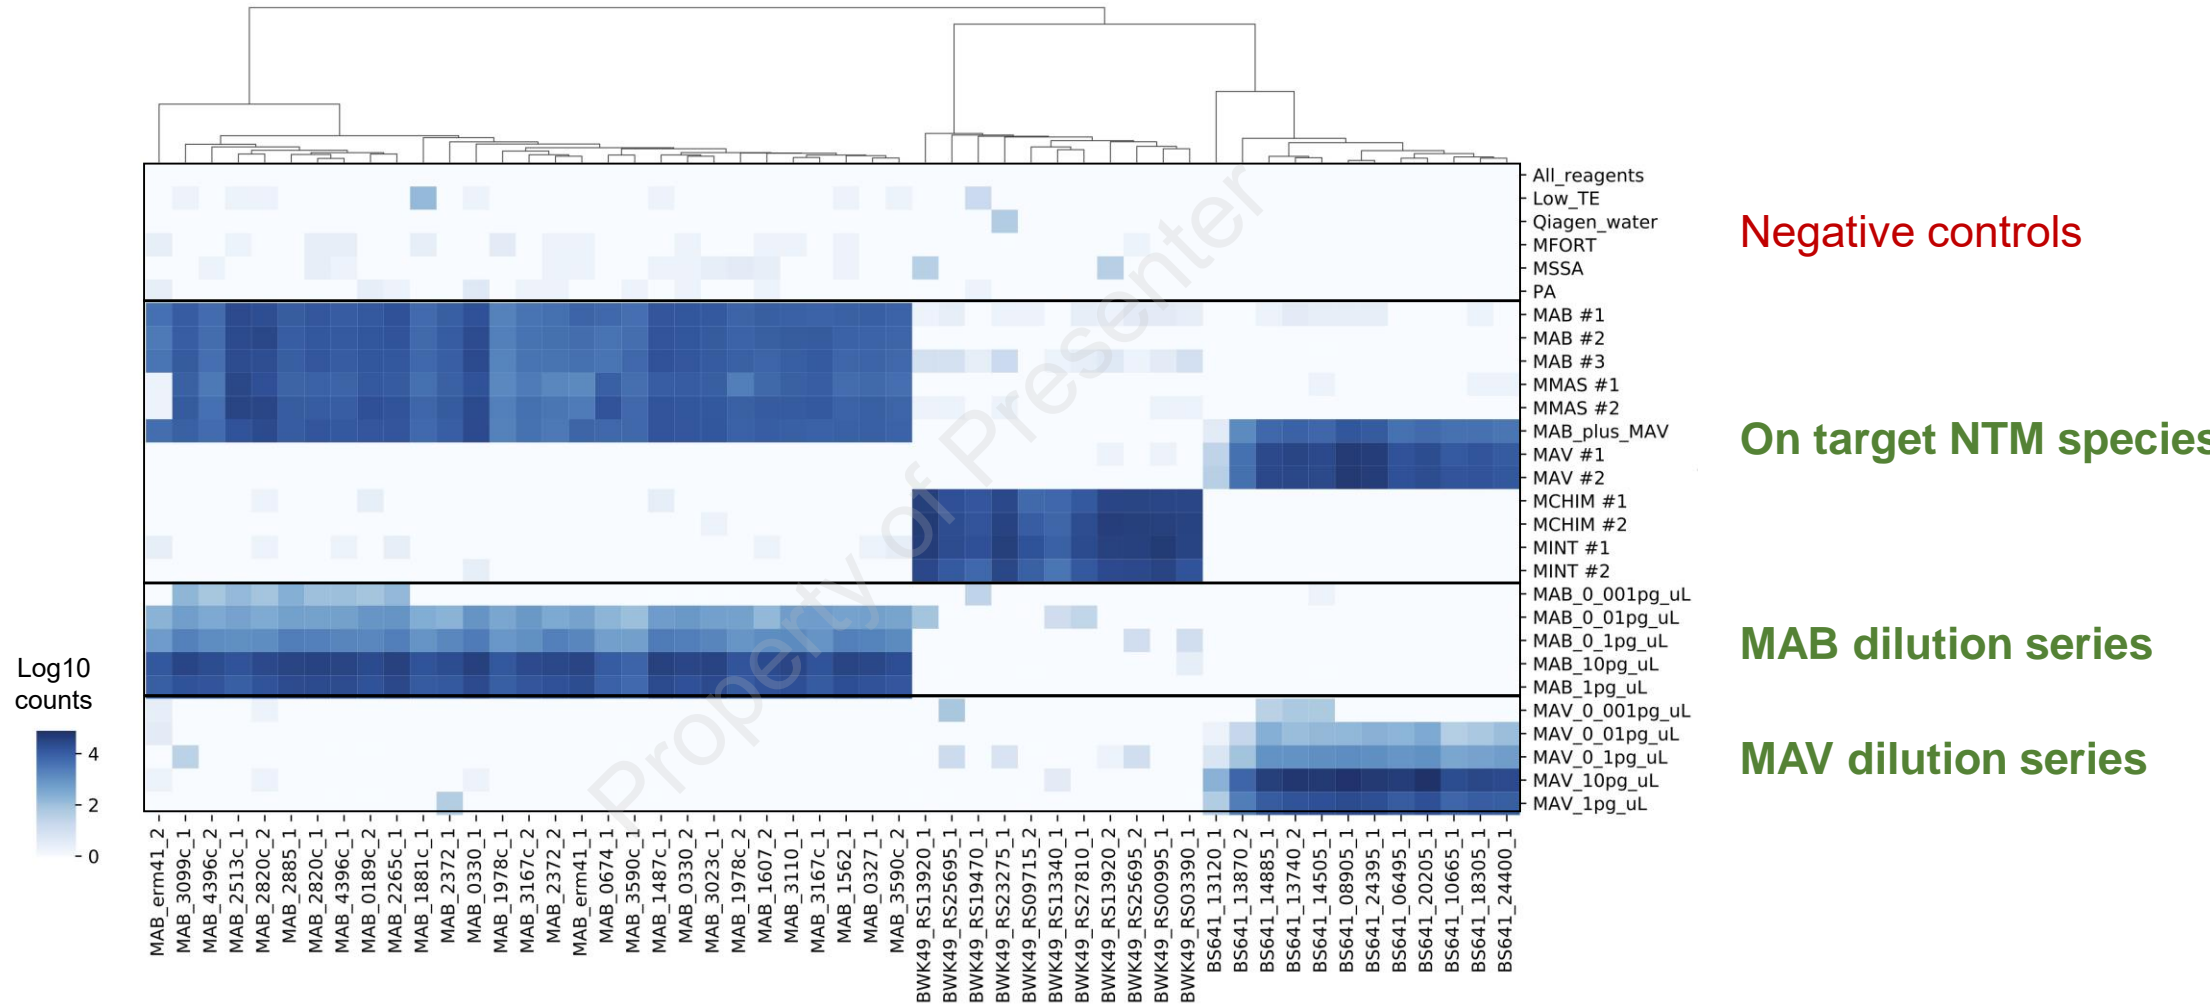 All_reagents
Low_TE
Qiagen_water
MFORT
MSSA
PA
Negative controls
MAB #1
MAB #2
MAB #3
MMAS #1
MMAS #2
MAB_plus_MAV
MAV #1
MAV #2
MCHIM #1
MCHIM #2
MINT #1
MINT #2
On target NTM species
MAB_0_001pg_uL
MAB_0_01pg_uL
MAB_0_1pg_uL
MAB_10pg_uL
MAB_1pg_uL
MAB dilution series
MAV_0_001pg_uL
MAV_0_01pg_uL
MAV_0_1pg_uL
MAV_10pg_uL
MAV_1pg_uL
MAV dilution series
Log10
counts
4
2
0
MAB_erm41_2
MAB_3099c_1
MAB_4396c_2
MAB_2513c_1
MAB_2820c_2
MAB_2885_1
MAB_2820c_1
MAB_4396c_1
MAB_0189c_2
MAB_2265c_1
MAB_1881c_1
MAB_2372_1
MAB_0330_1
MAB_1978c_1
MAB_3167c_2
MAB_2372_2
MAB_erm41_1
MAB_0674_1
MAB_3590c_1
MAB_1487c_1
MAB_0330_2
MAB_3023c_1
MAB_1978c_2
MAB_1607_2
MAB_3110_1
MAB_3167c_1
MAB_1562_1
MAB_0327_1
MAB_3590c_2
BWK49_RS13920_1
BWK49_RS25695_1
BWK49_RS19470_1
BWK49_RS23275_1
BWK49_RS09715_2
BWK49_RS13340_1
BWK49_RS27810_1
BWK49_RS13920_2
BWK49_RS25695_2
BWK49_RS00995_1
BWK49_RS03390_1
BS641_13120_1
BS641_13870_2
BS641_14885_1
BS641_13740_2
BS641_14505_1
BS641_08905_1
BS641_24395_1
BS641_06495_1
BS641_20205_1
BS641_10665_1
BS641_18305_1
BS641_24400_1
Property of Presenter